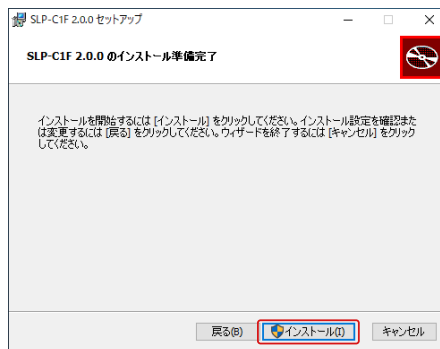 SLP-C1F 2.0.0 セットアップ
SLP-C1F 2.0.0 のインストール準備完了
インストールを開始するには [インストール] をクリックしてください。インストール設定を確認また
は変更するには [戻る] をクリックしてください。ウィザードを終了するには [キャンセル] をクリック
してください。
戻る(B)
インストール(I)
キャンセル